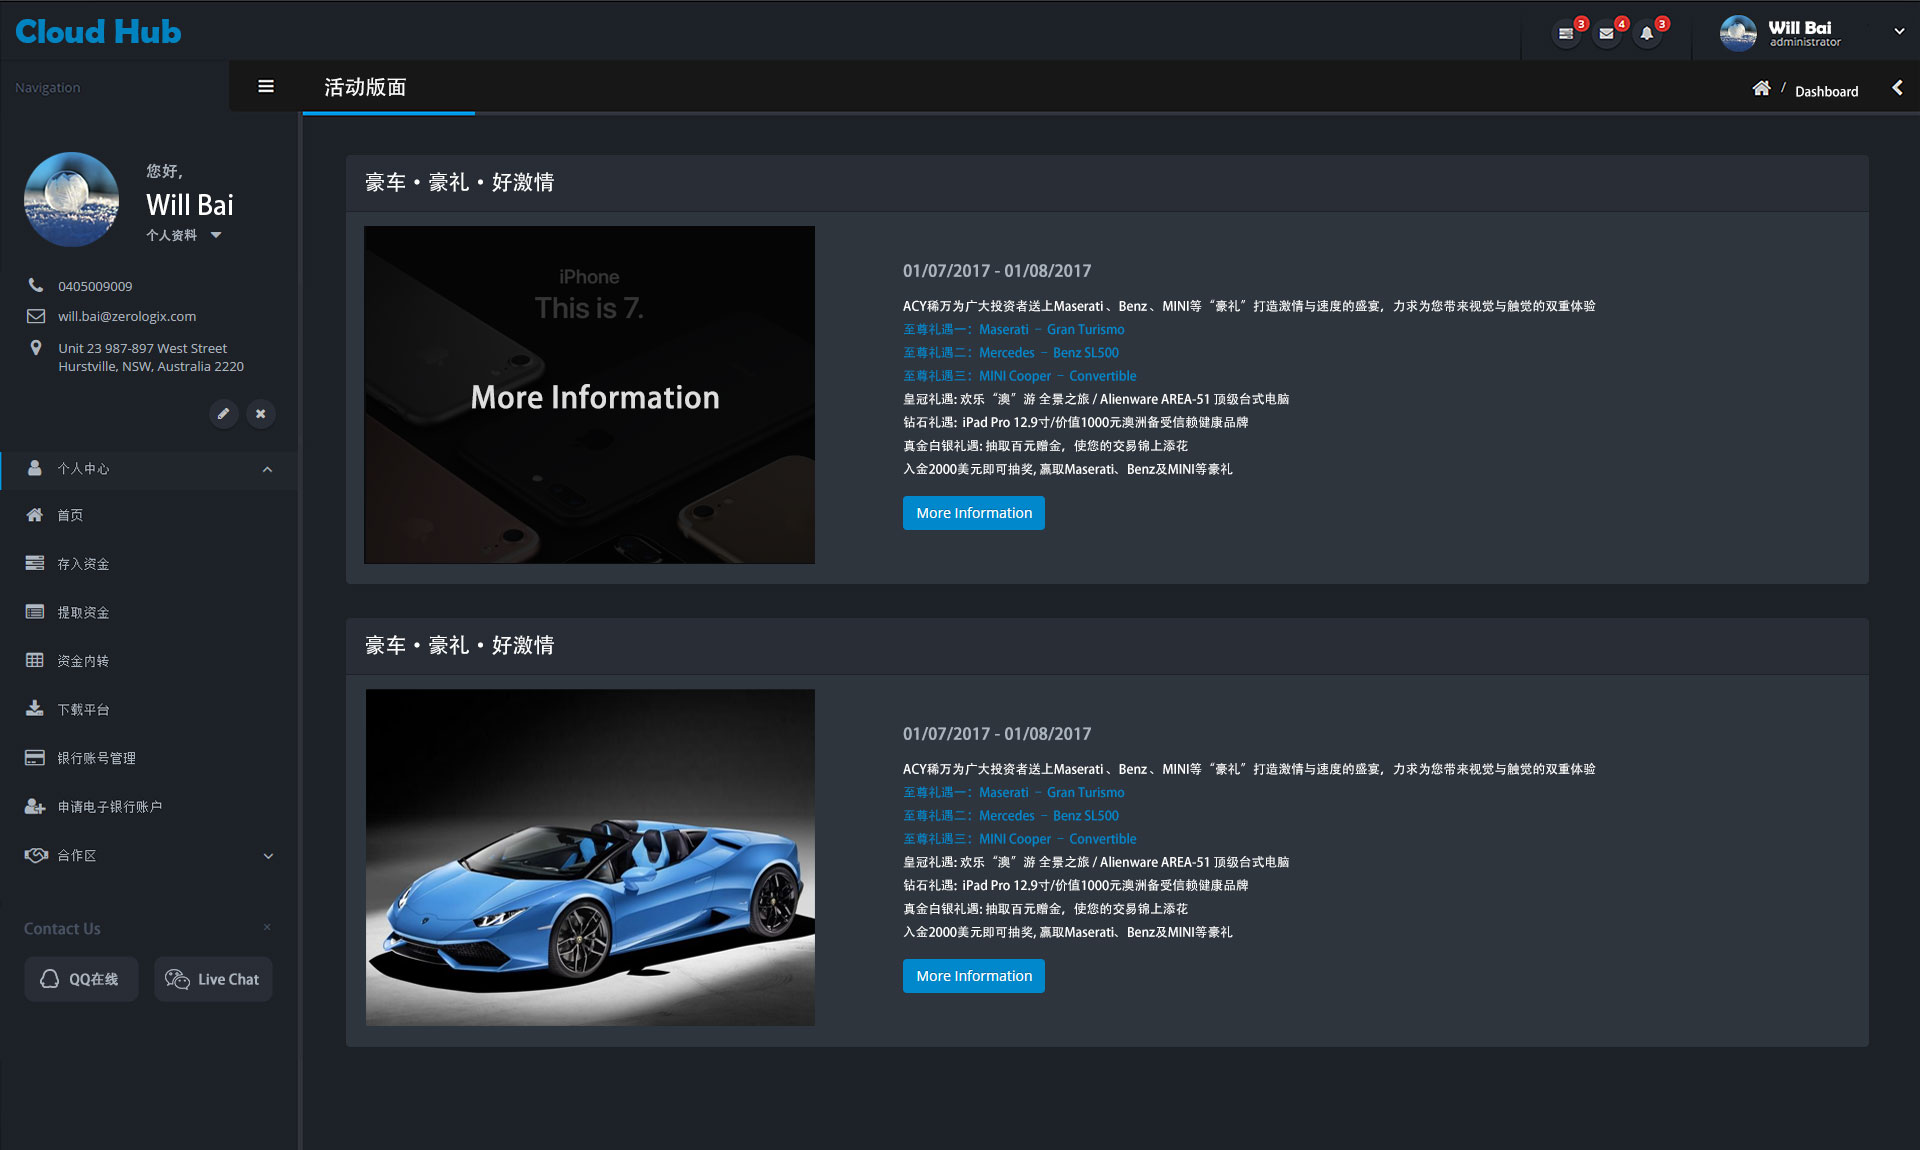 Cloud Hub
3
4
3
Will Bai
administrator
Navigation
活动版面
/ Dashboard
您好,
Will Bai
个人资料
0405009009
will.bai@zerologix.com
Unit 23 987-897 West Street
Hurstville, NSW, Australia 2220
个人中心
首页
存入资金
提取资金
资金内转
下载平台
银行账号管理
申请电子银行账户
合作区
Contact Us
QQ在线
Live Chat
豪车·豪礼·好激情
iPhone
This is 7.
More Information
01/07/2017 - 01/08/2017
ACY稀万为广大投资者送上Maserati、Benz、MINI等“豪礼”打造激情与速度的盛宴，力求为您带来视觉与触觉的双重体验
至尊礼遇一：Maserati – Gran Turismo
至尊礼遇二：Mercedes – Benz SL500
至尊礼遇三：MINI Cooper – Convertible
皇冠礼遇: 欢乐“澳”游 全景之旅 / Alienware AREA-51 顶级台式电脑
钻石礼遇: iPad Pro 12.9寸/价值1000元澳洲备受信赖健康品牌
真金白银礼遇: 抽取百元赠金，使您的交易锦上添花
入金2000美元即可抽奖, 赢取Maserati、Benz及MINI等豪礼
More Information
豪车·豪礼·好激情
01/07/2017 - 01/08/2017
ACY稀万为广大投资者送上Maserati、Benz、MINI等“豪礼”打造激情与速度的盛宴，力求为您带来视觉与触觉的双重体验
至尊礼遇一：Maserati – Gran Turismo
至尊礼遇二：Mercedes – Benz SL500
至尊礼遇三：MINI Cooper – Convertible
皇冠礼遇: 欢乐“澳”游 全景之旅 / Alienware AREA-51 顶级台式电脑
钻石礼遇: iPad Pro 12.9寸/价值1000元澳洲备受信赖健康品牌
真金白银礼遇: 抽取百元赠金，使您的交易锦上添花
入金2000美元即可抽奖, 赢取Maserati、Benz及MINI等豪礼
More Information